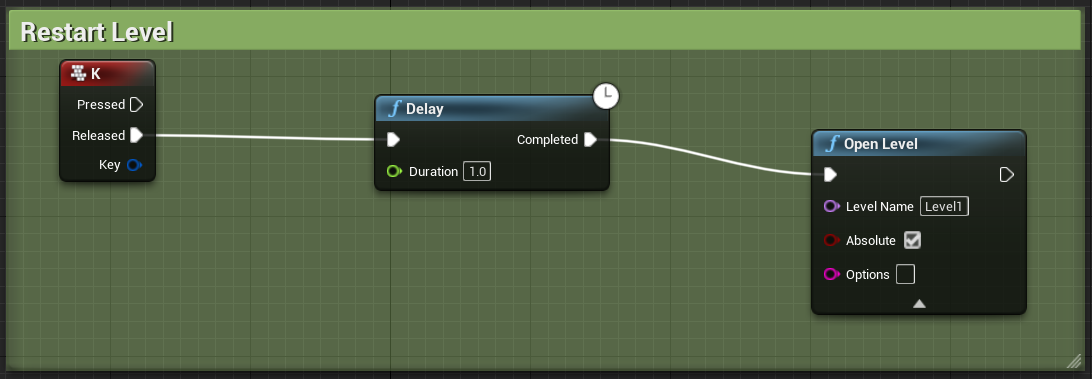 Restart Level
K
Pressed
Released
Key
f Delay
Completed
Duration 1.0
f Open Level
Level Name Level1
Absolute
Options